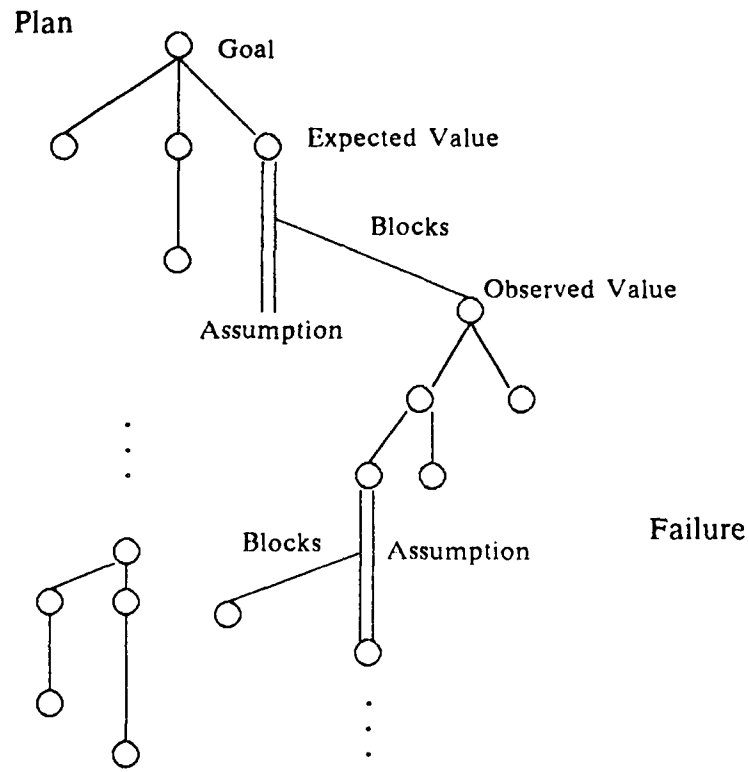 Plan
Goal
Expected Value
Blocks
Observed Value
Assumption
Failure
Blocks
Assumption